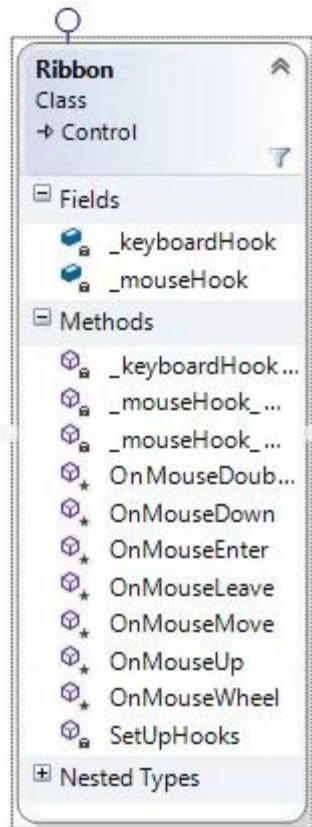 Ribbon
Class
Control
Fields
_keyboardHook
_mouseHook
Methods
_keyboardHook...
_mouseHook_ ...
_mouseHook_ ...
OnMouseDoub...
OnMouseDown
OnMouseEnter
OnMouseLeave
OnMouseMove
OnMouseUp
OnMouseWheel
SetUpHooks
Nested Types